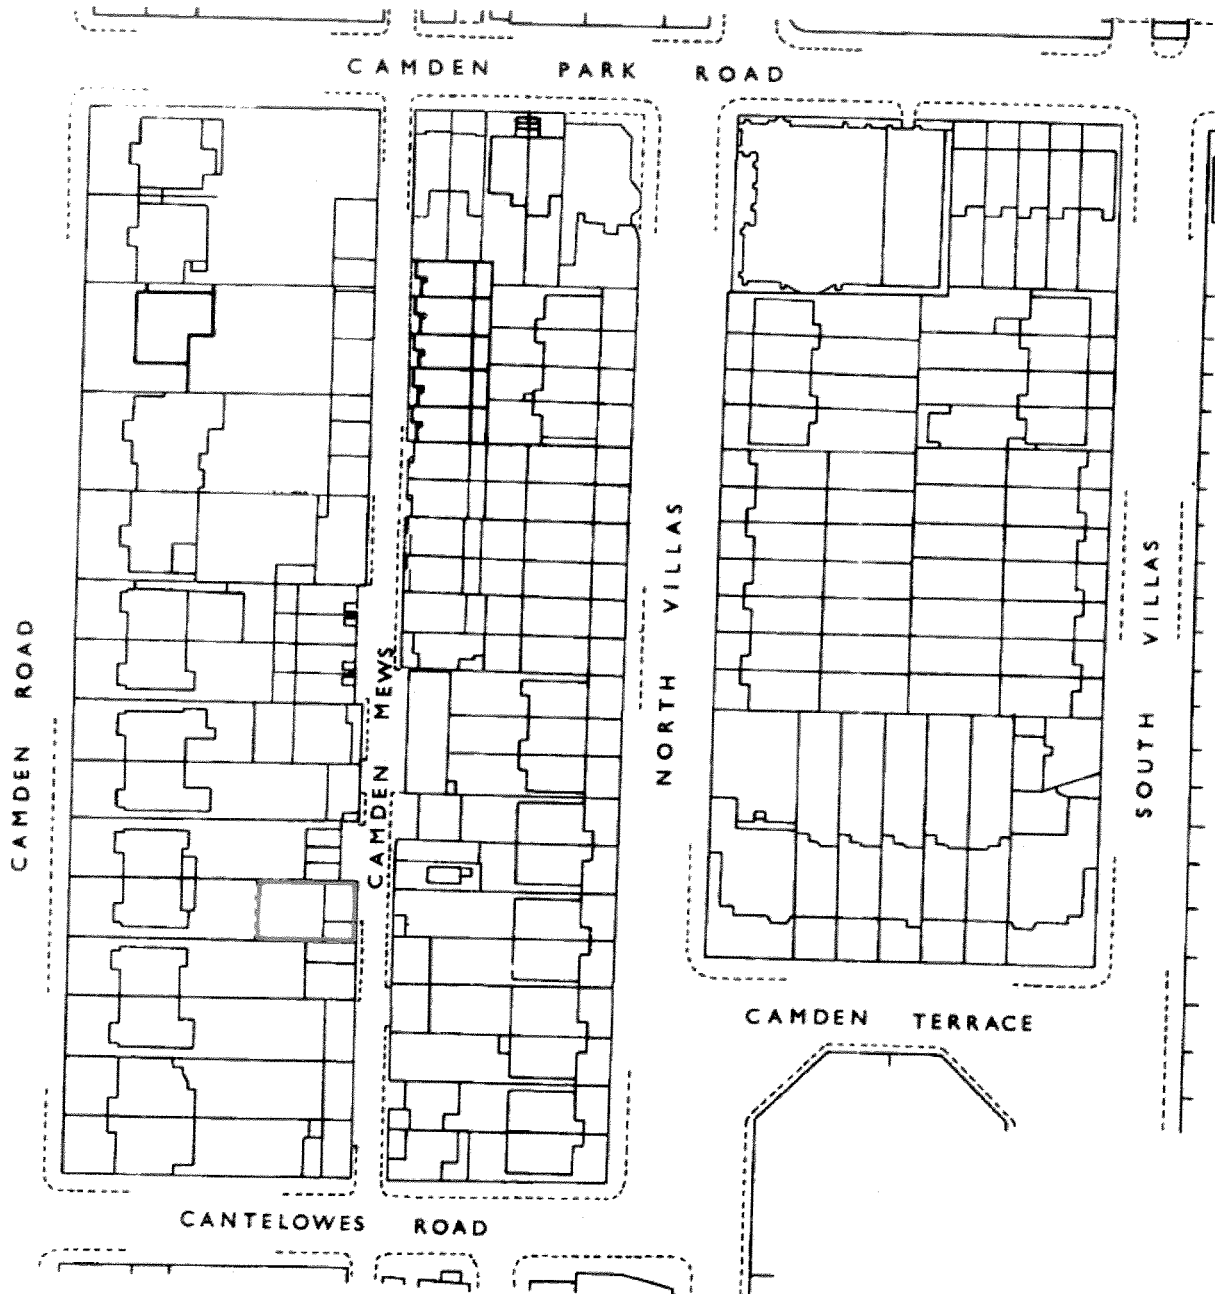 CAMDEN PARK ROAD
CAMDEN ROAD
CAMDEN MEWS
NORTH VILLAS
SOUTH VILLAS
CAMDEN TERRACE
CANTELOWES ROAD